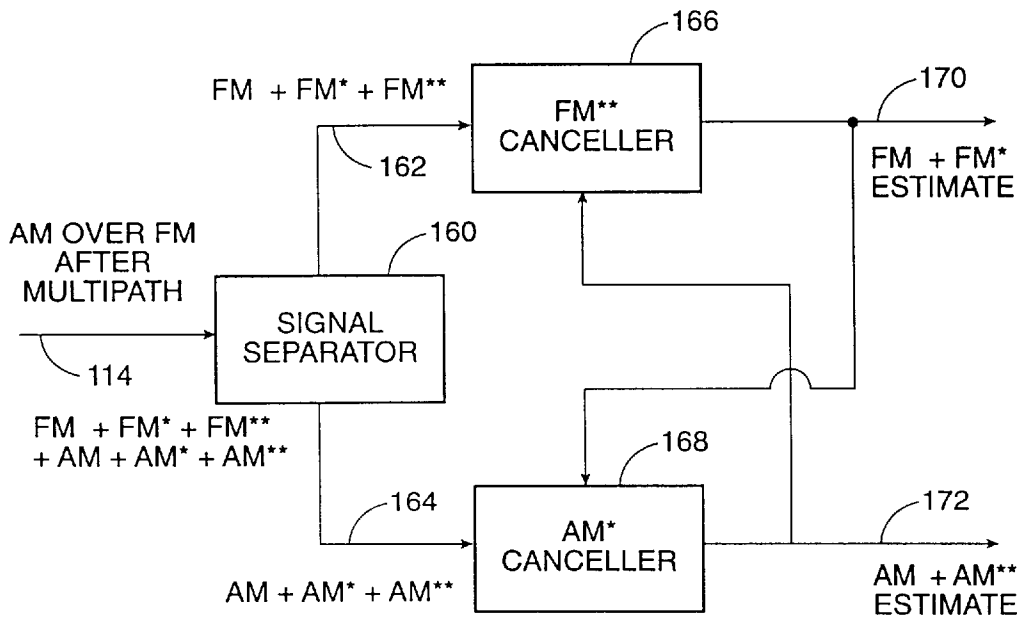 166
FM + FM* + FM**
170
FM**
CANCELLER
162
FM + FM*
ESTIMATE
AM OVER FM
AFTER
MULTIPATH
160
SIGNAL
SEPARATOR
114
FM + FM* + FM**
+ AM + AM* + AM**
168
164
172
AM*
CANCELLER
AM + AM* + AM**
AM + AM**
ESTIMATE